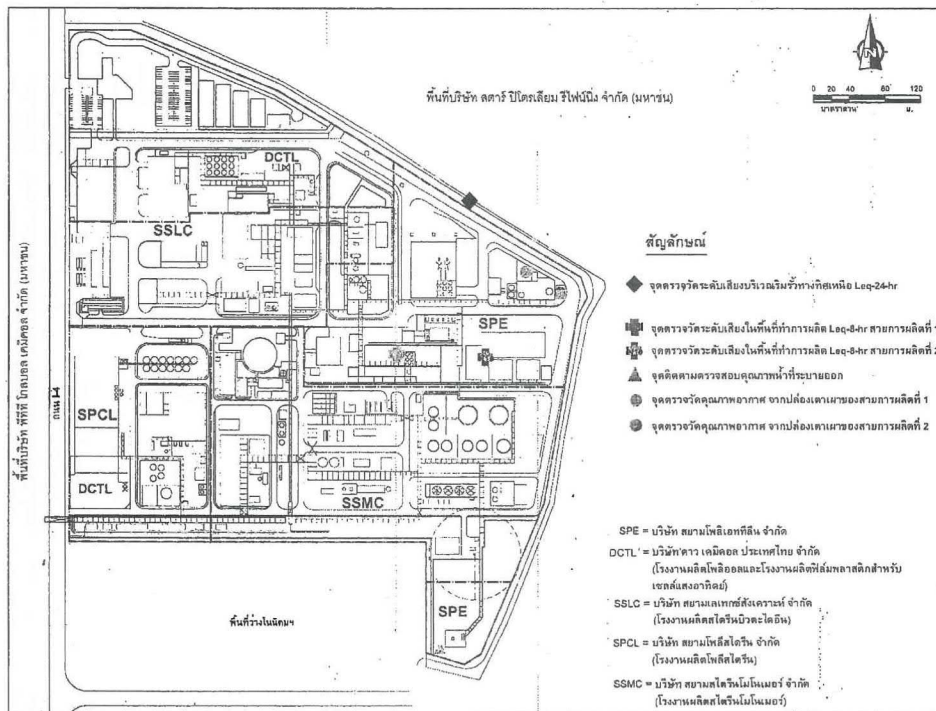 N
พื้นที่บริษัท สตาร์ ปิโตรเลียม รีไฟน์นิ่ง จำกัด (มหาชน)
0 20 40 80 120
มาตราส่วน ม.
DCTL
SSLC
SPE
SPCL
DCTL
SSMC
SPE
พื้นที่บริษัท พีทีที โกลบอล เคมิคอล จำกัด (มหาชน)
ถนน I-4
พื้นที่ว่างในนิคมฯ
สัญลักษณ์
จุดตรวจวัดระดับเสียงบริเวณริมรั้วทางทิศเหนือ Leq-24-hr
จุดตรวจวัดระดับเสียงในพื้นที่ทำการผลิต Leq-8-hr สายการผลิตที่ 1
จุดตรวจวัดระดับเสียงในพื้นที่ทำการผลิต Leq-8-hr สายการผลิตที่ 2
จุดติดตามตรวจสอบคุณภาพน้ำที่ระบายออก
จุดตรวจวัดคุณภาพอากาศ จากปล่องเตาเผาของสายการผลิตที่ 1
จุดตรวจวัดคุณภาพอากาศ จากปล่องเตาเผาของสายการผลิตที่ 2
SPE = บริษัท สยามโพลิเอททีลีน จำกัด
DCTL = บริษัท ดาว เคมิคอล ประเทศไทย จำกัด
(โรงงานผลิตโพลิออลและโรงงานผลิตฟิล์มพลาสติกสำหรับ
เซลล์แสงอาทิตย์)
SSLC = บริษัท สยามเลเทกซ์สังเคราะห์ จำกัด
(โรงงานผลิตสไตรีนบิวตะไดอีน)
SPCL = บริษัท สยามโพลีสไตรีน จำกัด
(โรงงานผลิตโพลีสไตรีน)
SSMC = บริษัท สยามสไตรีนโมโนเมอร์ จำกัด
(โรงงานผลิตสไตรีนโมโนเมอร์)